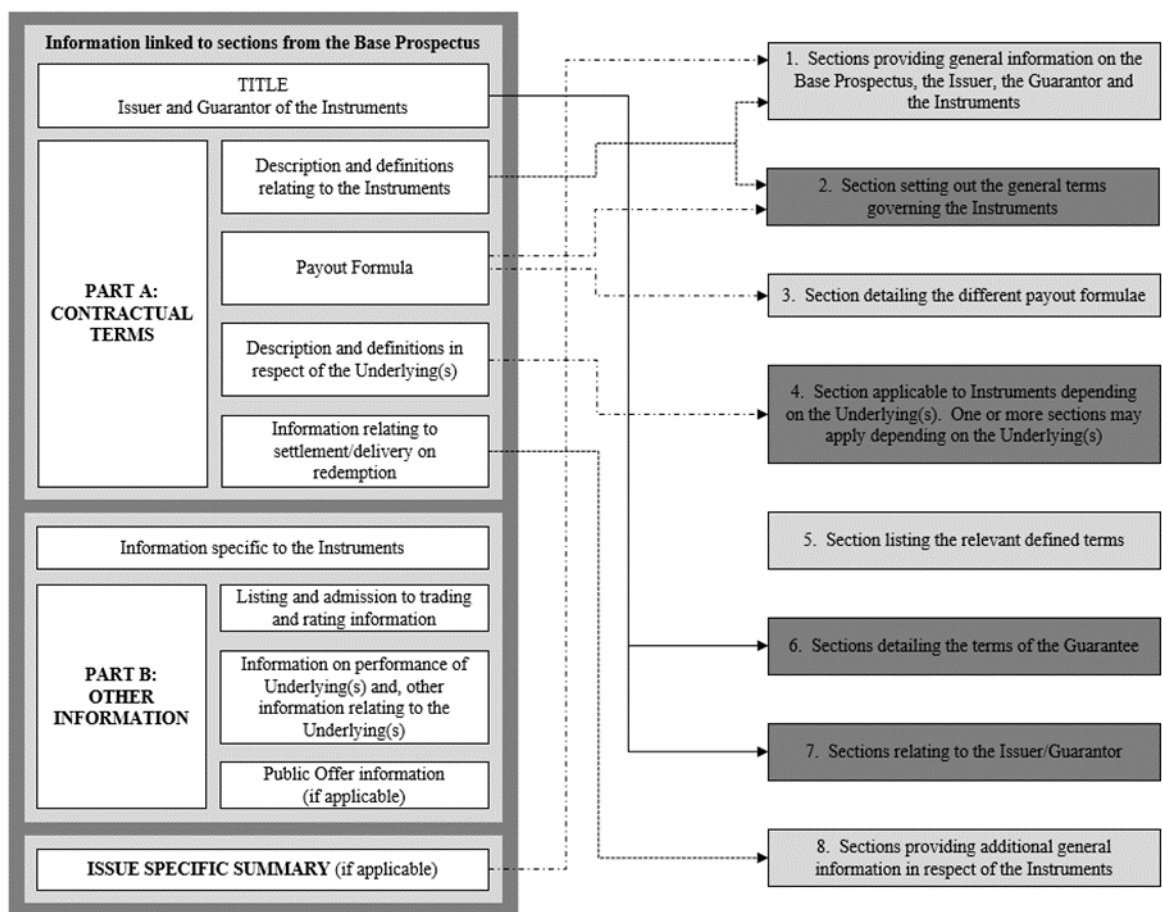 Information linked to sections from the Base Prospectus
TITLE
Issuer and Guarantor of the Instruments
PART A:
CONTRACTUAL
TERMS
Description and definitions
relating to the Instruments
Payout Formula
Description and definitions in
respect of the Underlying(s)
Information relating to
settlement/delivery on
redemption
Information specific to the Instruments
PART B:
OTHER
INFORMATION
Listing and admission to trading
and rating information
Information on performance of
Underlying(s) and, other
information relating to the
Underlying(s)
Public Offer information
(if applicable)
ISSUE SPECIFIC SUMMARY (if applicable)
1. Sections providing general information on the
Base Prospectus, the Issuer, the Guarantor and
the Instruments
2. Section setting out the general terms
governing the Instruments
3. Section detailing the different payout formulae
4. Section applicable to Instruments depending
on the Underlying(s). One or more sections may
apply depending on the Underlying(s)
5. Section listing the relevant defined terms
6. Sections detailing the terms of the Guarantee
7. Sections relating to the Issuer/Guarantor
8. Sections providing additional general
information in respect of the Instruments